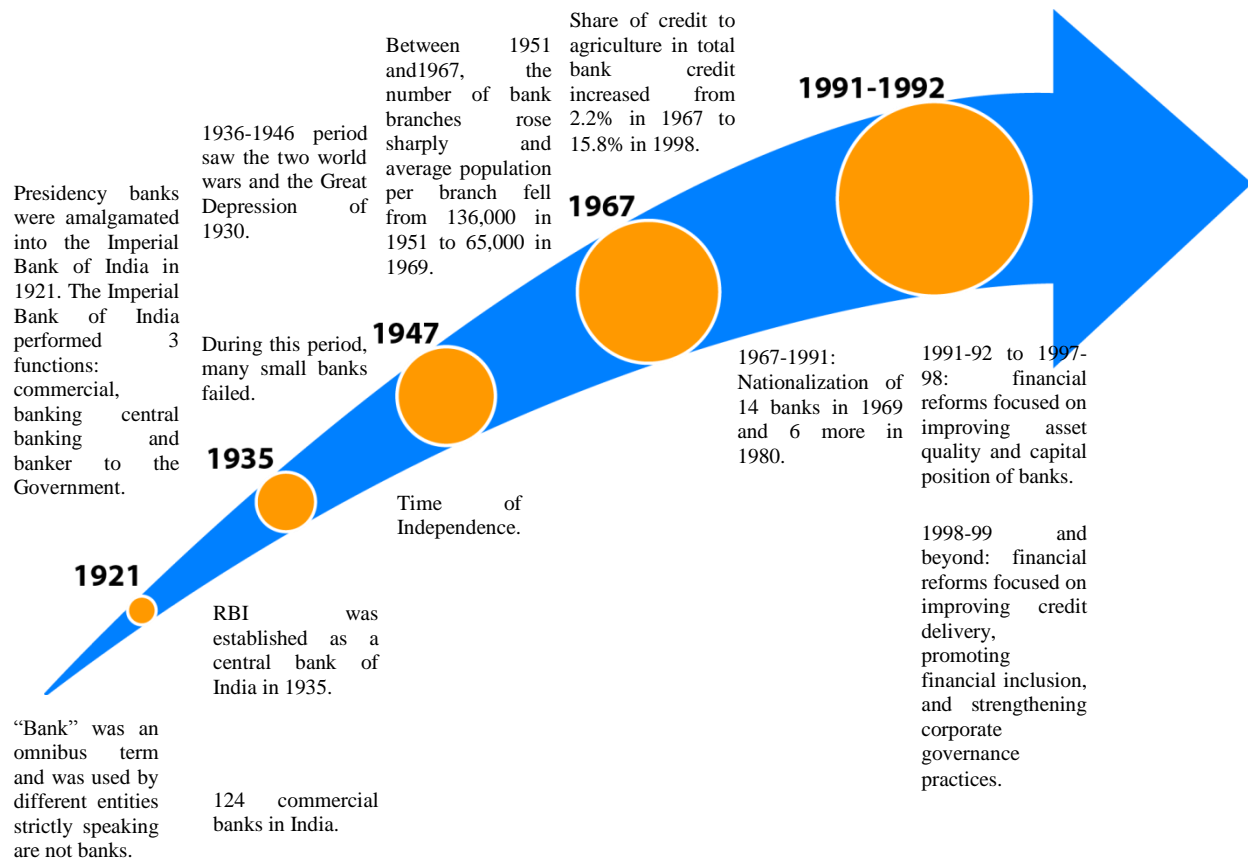 Presidency banks
were amalgamated
into the Imperial
Bank of India in
1921. The Imperial
Bank of India
performed 3
functions:
commercial,
banking central
banking and
banker to the
Government.
1921
“Bank” was an
omnibus term
and was used by
different entities
strictly speaking
are not banks.
1936-1946 period
saw the two world
wars and the Great
Depression of
1930.
During this period,
many small banks
failed.
1935
RBI was
established as a
central bank of
India in 1935.
124 commercial
banks in India.
Between 1951
and1967, the
number of bank
branches rose
sharply and
average population
per branch fell
from 136,000 in
1951 to 65,000 in
1969.
1947
Time of
Independence.
Share of credit to
agriculture in total
bank credit
increased from
2.2% in 1967 to
15.8% in 1998.
1967
1967-1991:
Nationalization of
14 banks in 1969
and 6 more in
1980.
1991-1992
1991-92 to 1997-
98: financial
reforms focused on
improving asset
quality and capital
position of banks.
1998-99 and
beyond: financial
reforms focused on
improving credit
delivery,
promoting
financial inclusion,
and strengthening
corporate
governance
practices.